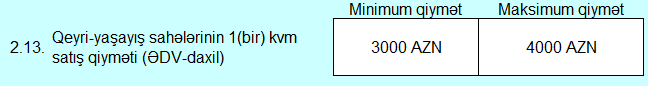 Minimum qiymət Maksimum qiymət
2.13. Qeyri-yaşayış sahələrinin 1(bir) kvm
satış qiyməti (ƏDV-daxil)
3000 AZN 4000 AZN